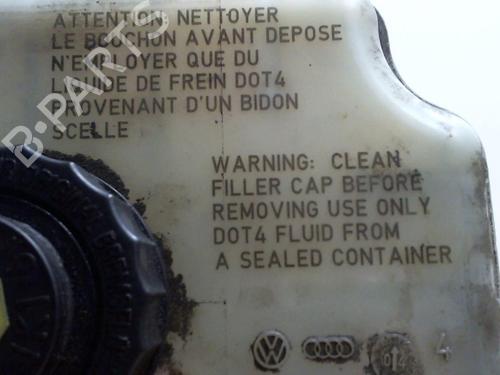 ATTENTION: NETTOYER
LE BOUCHON AVANT DEPOSE
N'EMPLOYER QUE DU
LIQUIDE DE FREIN DOT4
PROVENANT D'UN BIDON
SCELLE
WARNING: CLEAN
FILLER CAP BEFORE
REMOVING USE ONLY
DOT4 FLUID FROM
A SEALED CONTAINER
B-PARTS
4